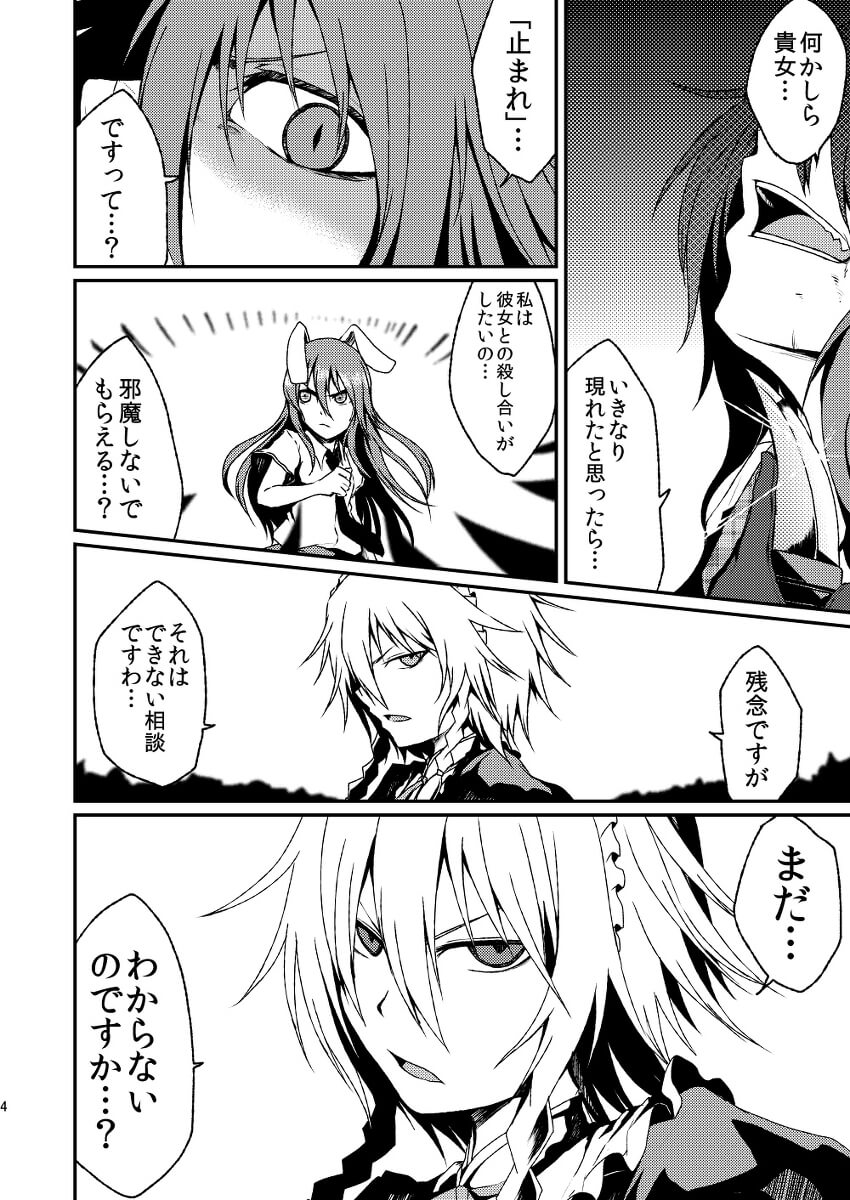 何かしら
貴女…
いきなり
現れたと思ったら…
「止まれ」…
ですって…?
私は
彼女との殺し合いが
したいの…
邪魔しないで
もらえる…?
残念ですが
それは
できない相談
ですわ…
まだ…
わからない
のですか…?
4